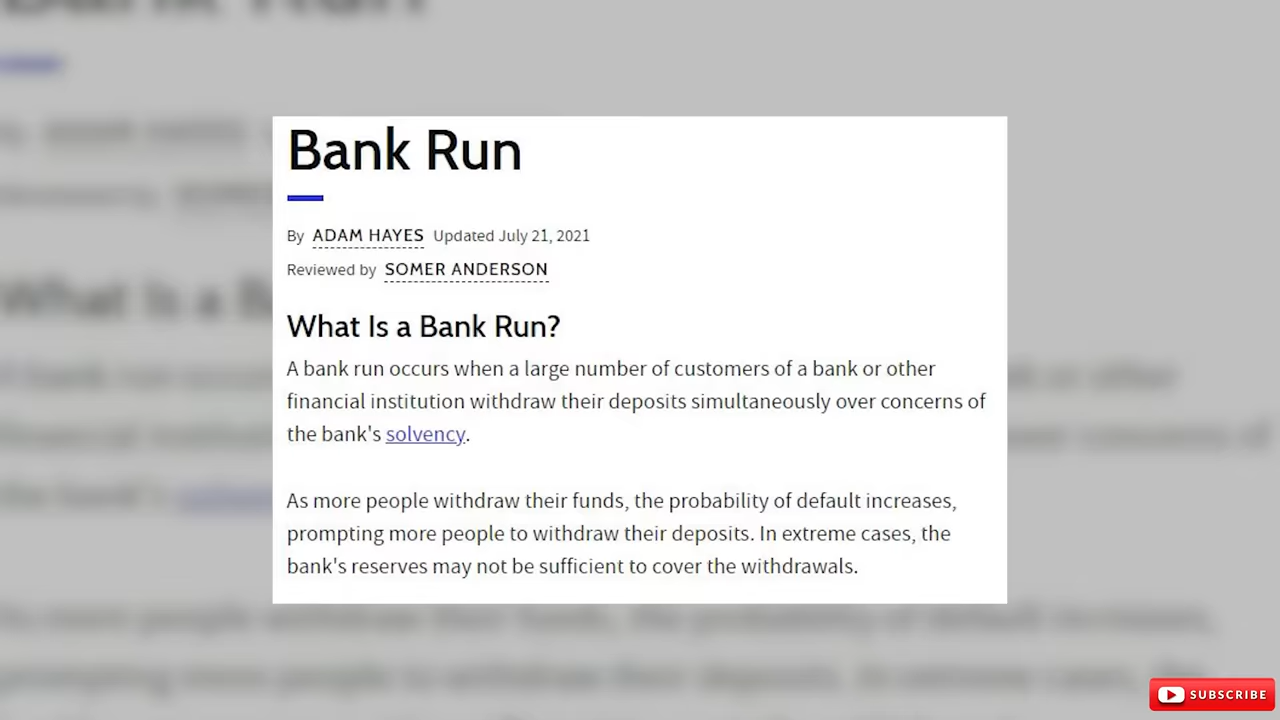 Bank Run
By ADAM HAYES Updated July 21, 2021
Reviewed by SOMER ANDERSON
What Is a Bank Run?
A bank run occurs when a large number of customers of a bank or other
financial institution withdraw their deposits simultaneously over concerns of
the bank's solvency.
As more people withdraw their funds, the probability of default increases,
prompting more people to withdraw their deposits. In extreme cases, the
bank's reserves may not be sufficient to cover the withdrawals.
SUBSCRIBE